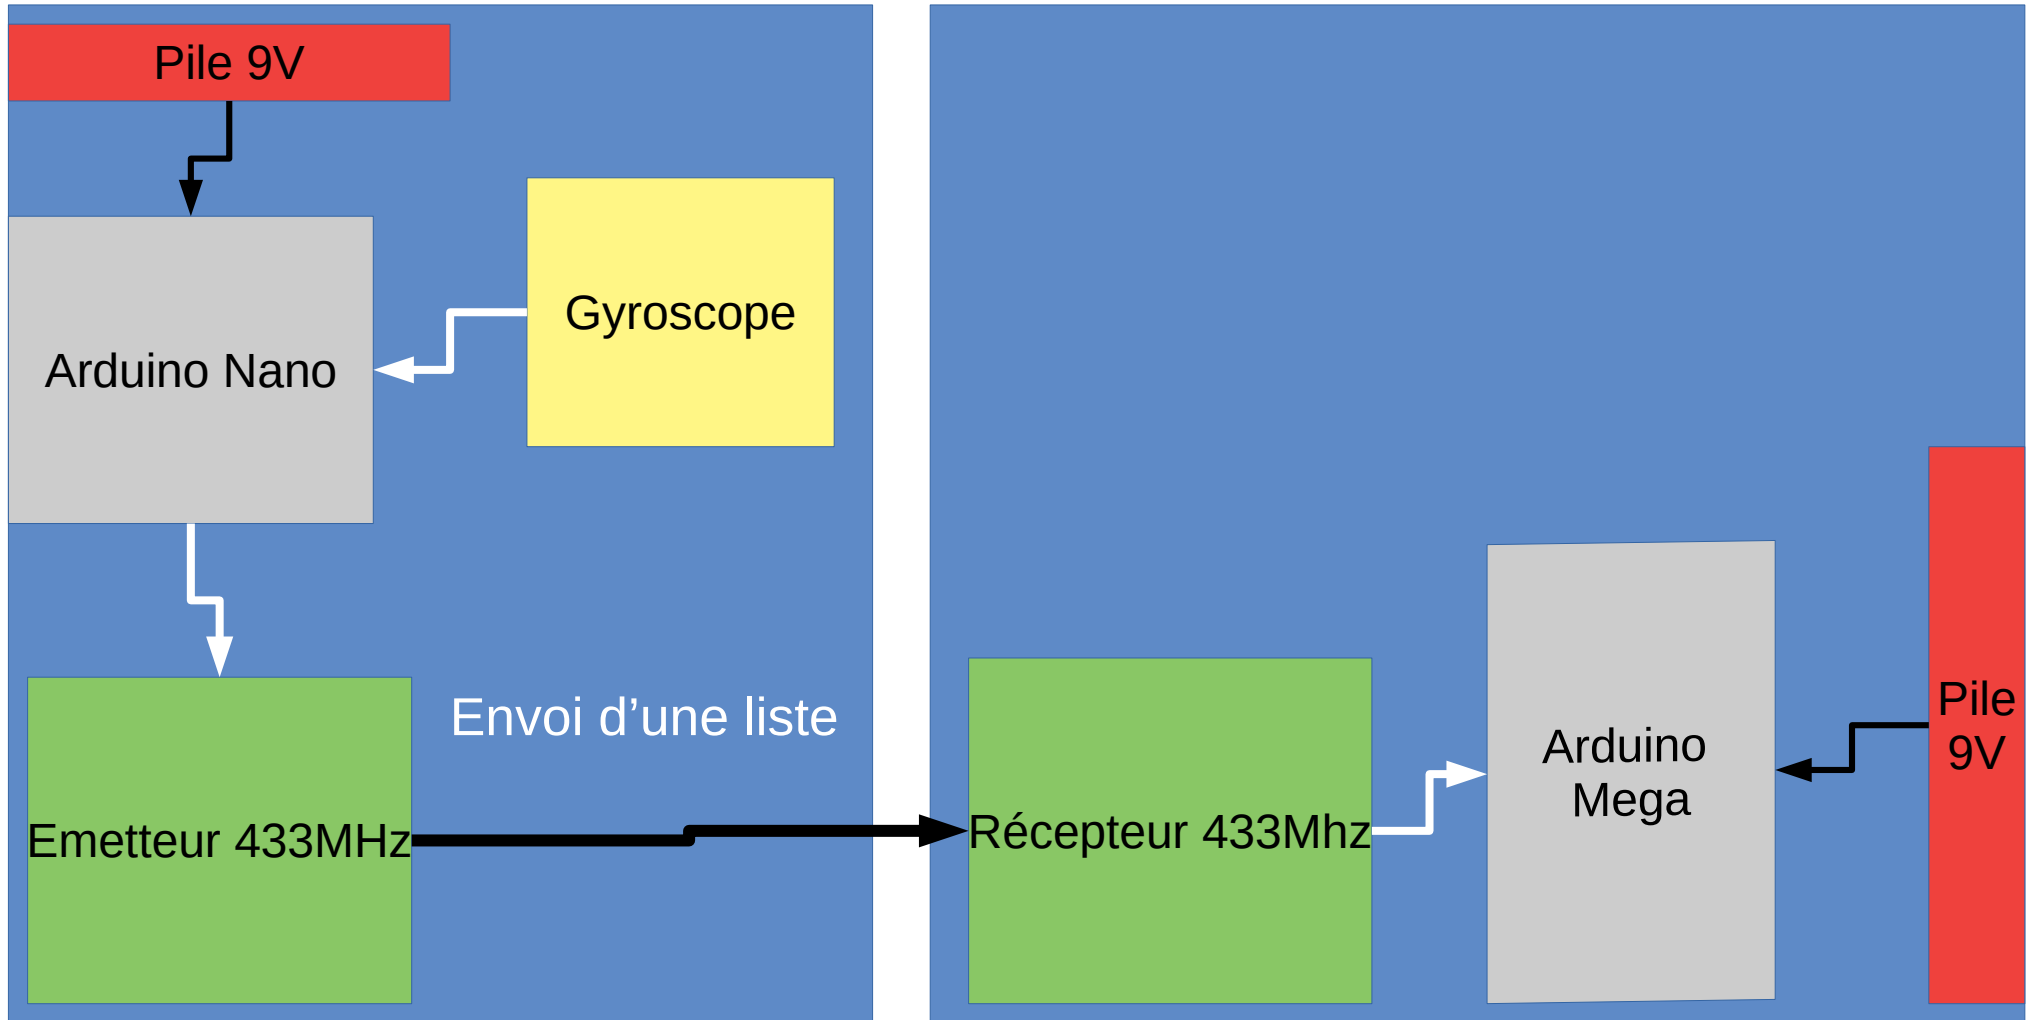 Pile 9V
Gyroscope
Arduino Nano
Envoi d’une liste
Emetteur 433MHz
Récepteur 433Mhz
Arduino
Mega
Pile
9V